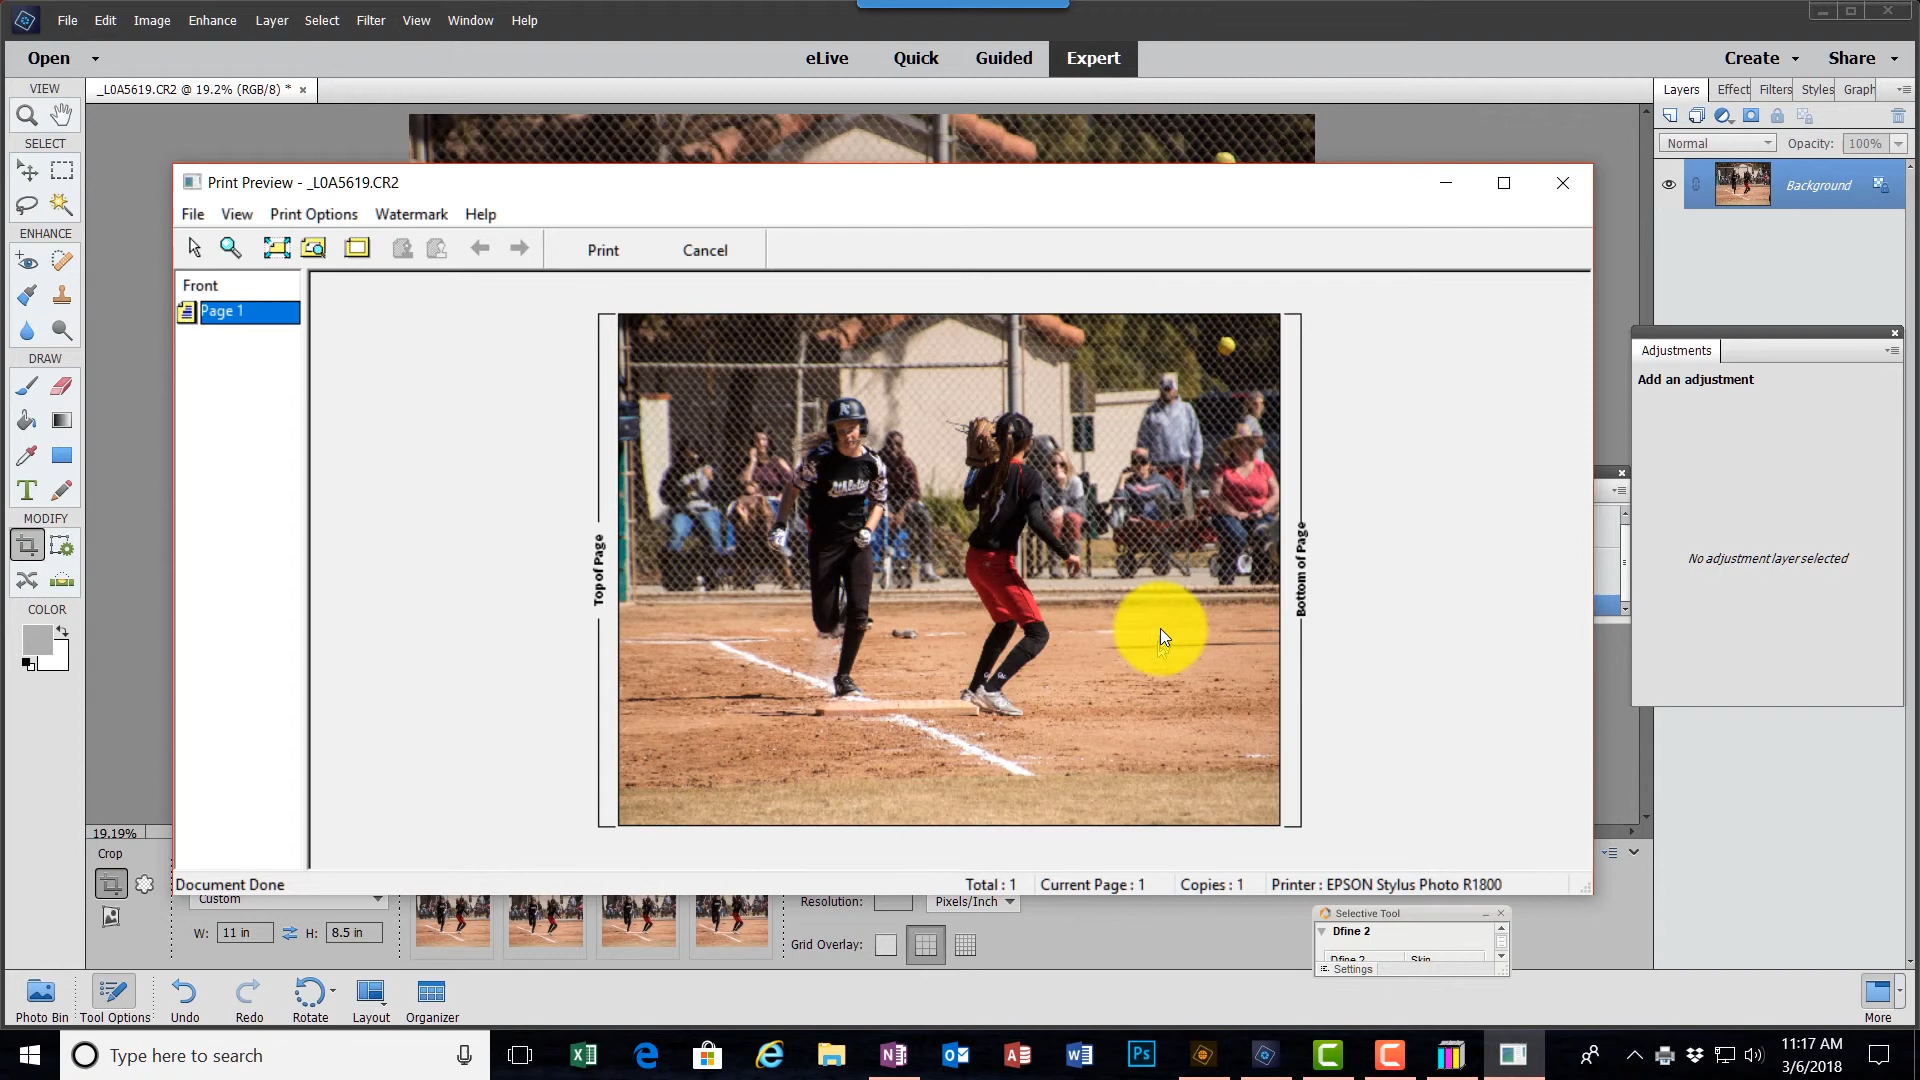 File Edit Image Enhance Layer Select Filter View Window Help
Open eLive Quick Guided Expert Create Share
VIEW
_L0A5619.CR2 @ 19.2% (RGB/8) * ×
Layers Effect Filters Styles Graph
SELECT
Normal Opacity: 100%
Background
Print Preview - _L0A5619.CR2
File View Print Options Watermark Help
Print Cancel
ENHANCE
Front
Page 1
Adjustments
Add an adjustment
No adjustment layer selected
DRAW
T
MODIFY
COLOR
Top of Page
Bottom of Page
19.19%
Crop
Document Done Total : 1 Current Page : 1 Copies : 1 Printer : EPSON Stylus Photo R1800
Custom
Resolution: Pixels/Inch
W: 11 in H: 8.5 in
Grid Overlay:
Selective Tool
Dfine 2
Dfine 2 Skin
Settings
Photo Bin Tool Options Undo Redo Rotate Layout Organizer More
Type here to search
Ps
11:17 AM
3/6/2018